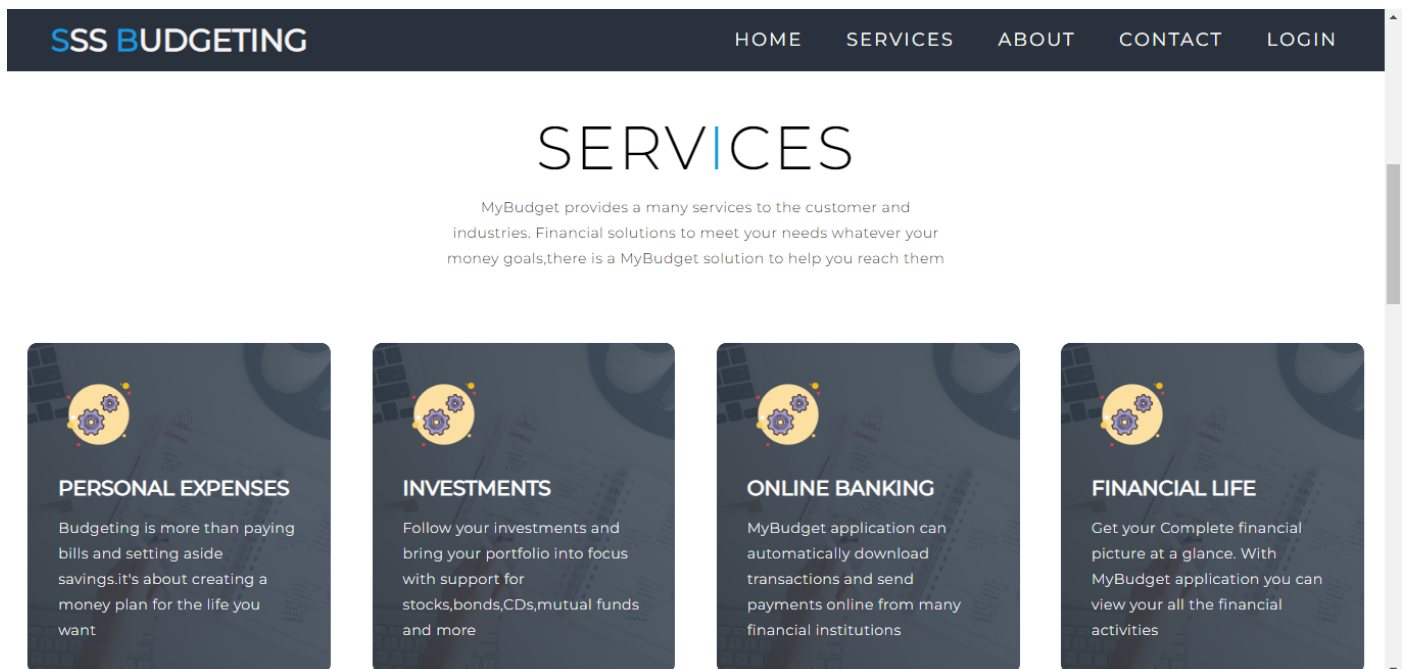 SSS BUDGETING
HOME SERVICES ABOUT CONTACT LOGIN
SERVICES
MyBudget provides a many services to the customer and
industries. Financial solutions to meet your needs whatever your
money goals,there is a MyBudget solution to help you reach them
PERSONAL EXPENSES
Budgeting is more than paying
bills and setting aside
savings.it's about creating a
money plan for the life you
want
INVESTMENTS
Follow your investments and
bring your portfolio into focus
with support for
stocks,bonds,CDs,mutual funds
and more
ONLINE BANKING
MyBudget application can
automatically download
transactions and send
payments online from many
financial institutions
FINANCIAL LIFE
Get your Complete financial
picture at a glance. With
MyBudget application you can
view your all the financial
activities